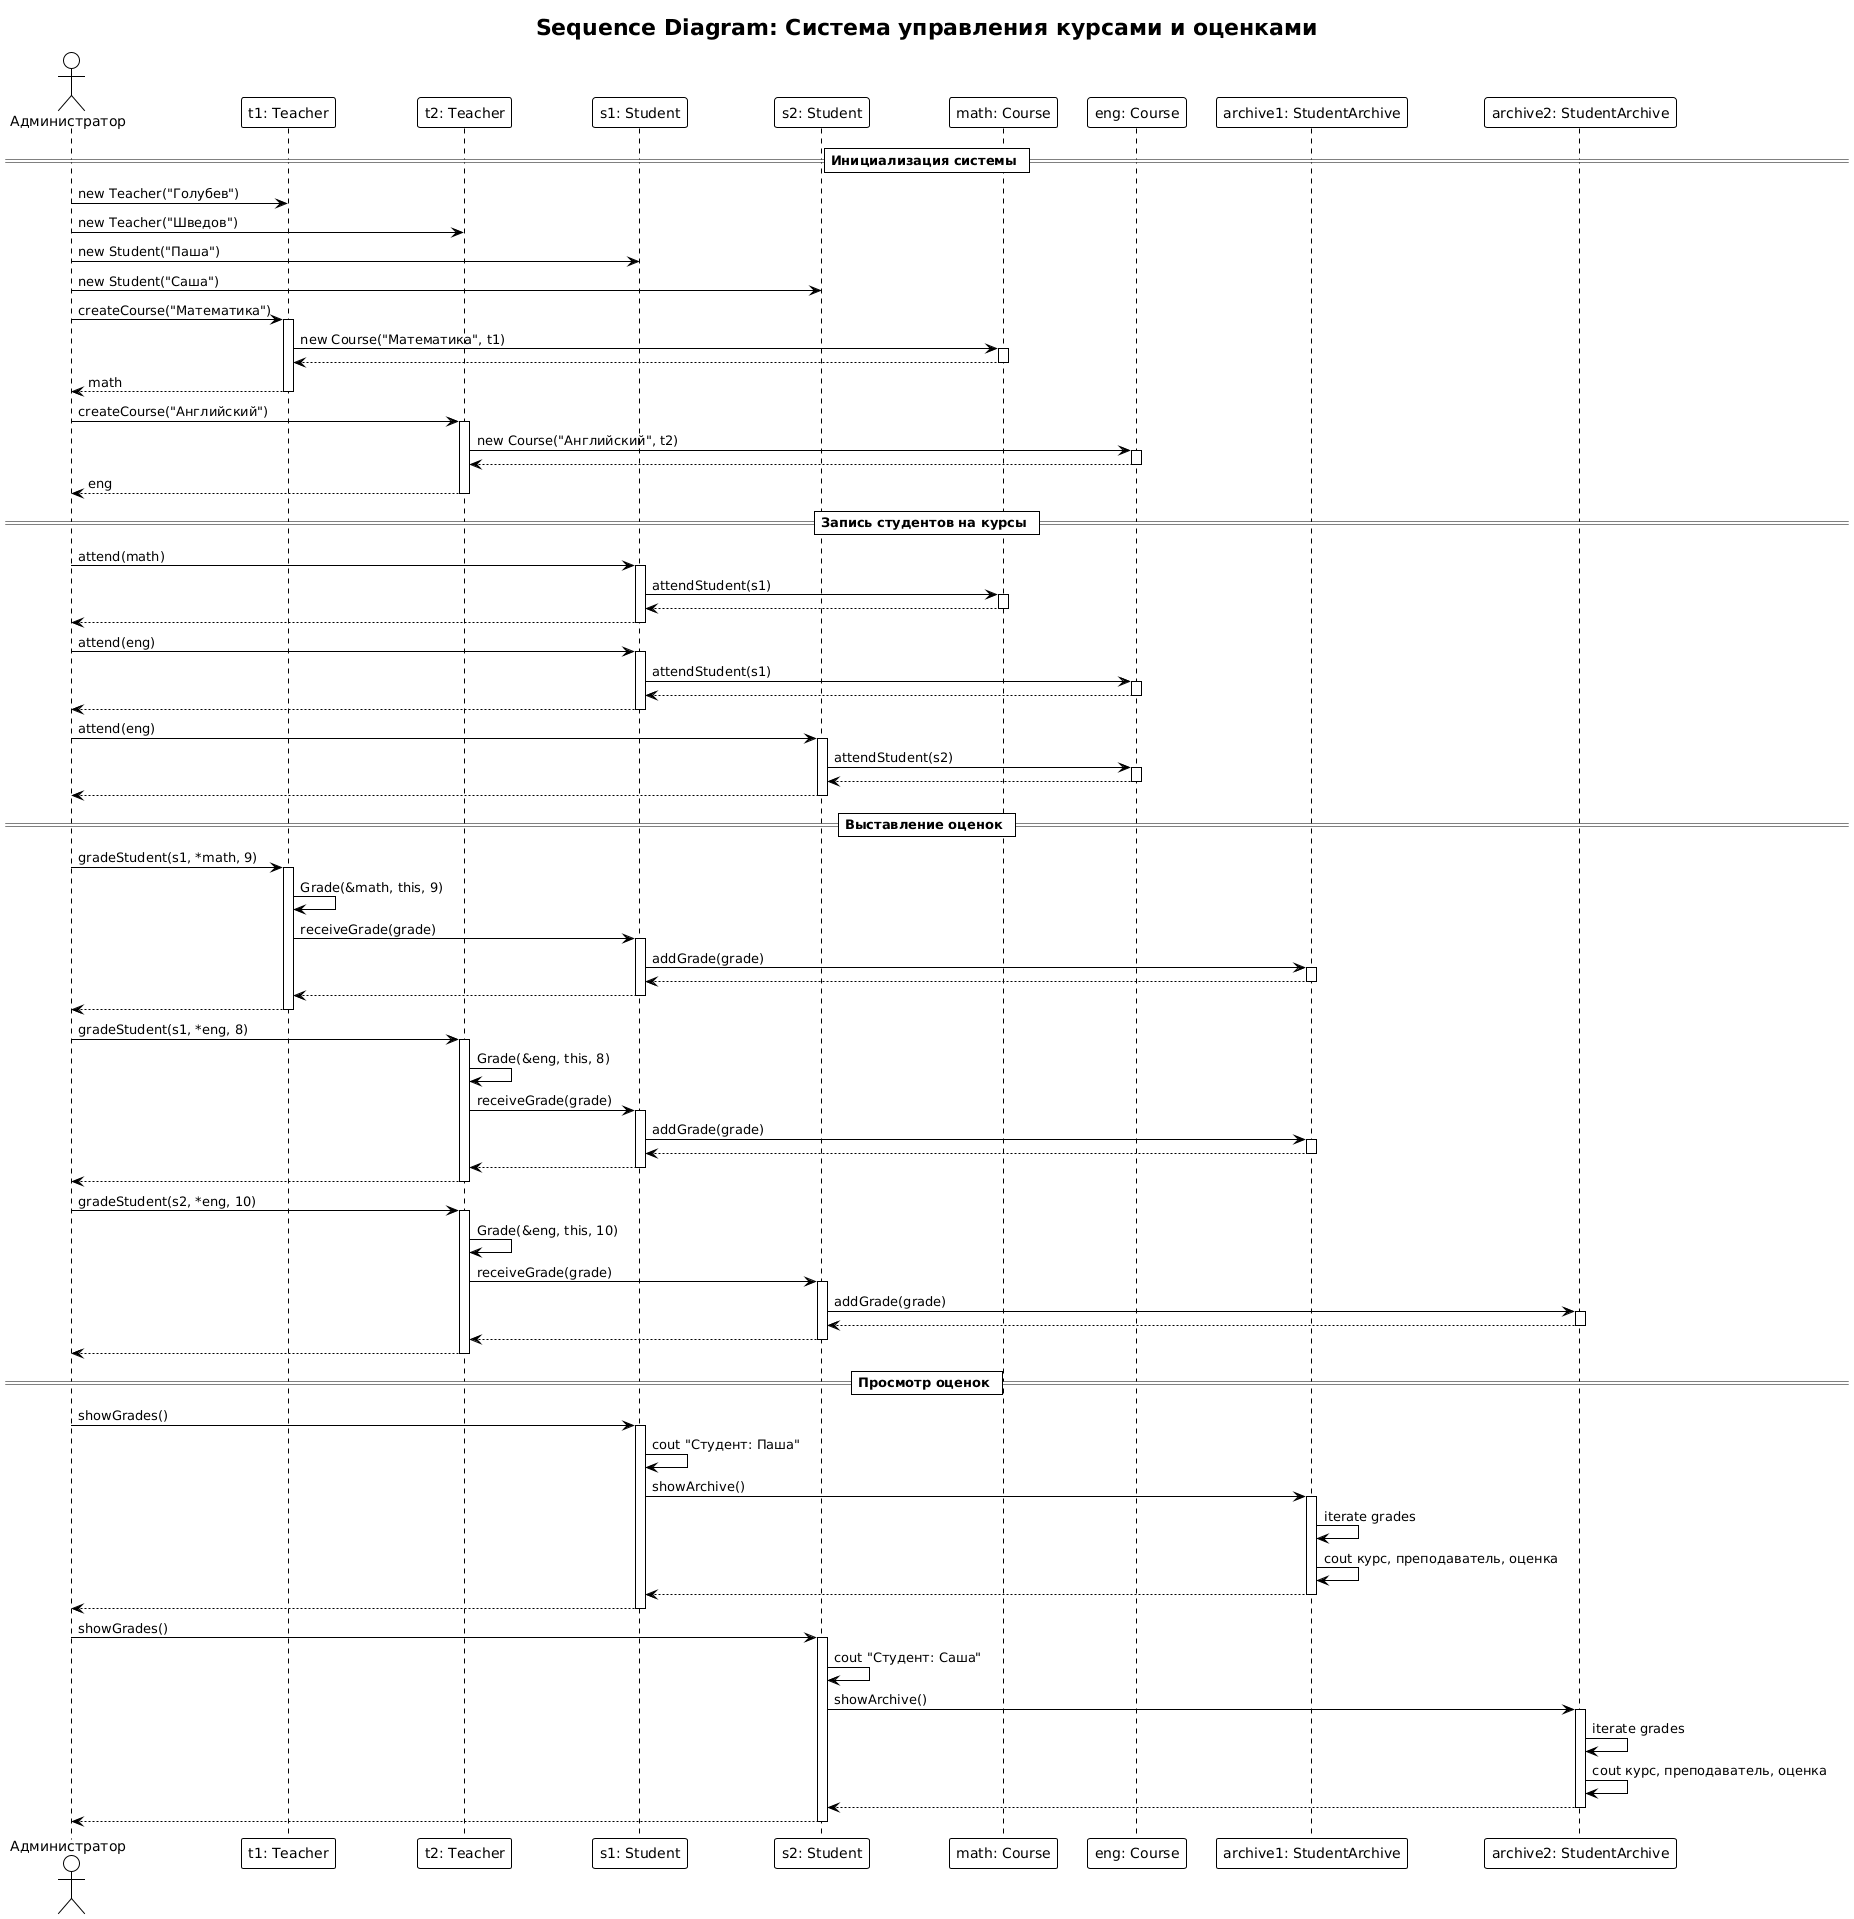 Sequence Diagram: Система управления курсами и оценками
Администратор
t1: Teacher
t2: Teacher
s1: Student
s2: Student
math: Course
eng: Course
archive1: StudentArchive
archive2: StudentArchive
Инициализация системы
new Teacher("Голубев")
new Teacher("Шведов")
new Student("Паша")
new Student("Саша")
createCourse("Математика")
new Course("Математика", t1)
math
createCourse("Английский")
new Course("Английский", t2)
eng
Запись студентов на курсы
attend(math)
attendStudent(s1)
attend(eng)
attendStudent(s1)
attend(eng)
attendStudent(s2)
Выставление оценок
gradeStudent(s1, *math, 9)
Grade(&math, this, 9)
receiveGrade(grade)
addGrade(grade)
gradeStudent(s1, *eng, 8)
Grade(&eng, this, 8)
receiveGrade(grade)
addGrade(grade)
gradeStudent(s2, *eng, 10)
Grade(&eng, this, 10)
receiveGrade(grade)
addGrade(grade)
Просмотр оценок
showGrades()
cout "Студент: Паша"
showArchive()
iterate grades
cout курс, преподаватель, оценка
showGrades()
cout "Студент: Саша"
showArchive()
iterate grades
cout курс, преподаватель, оценка
Администратор
t1: Teacher
t2: Teacher
s1: Student
s2: Student
math: Course
eng: Course
archive1: StudentArchive
archive2: StudentArchive